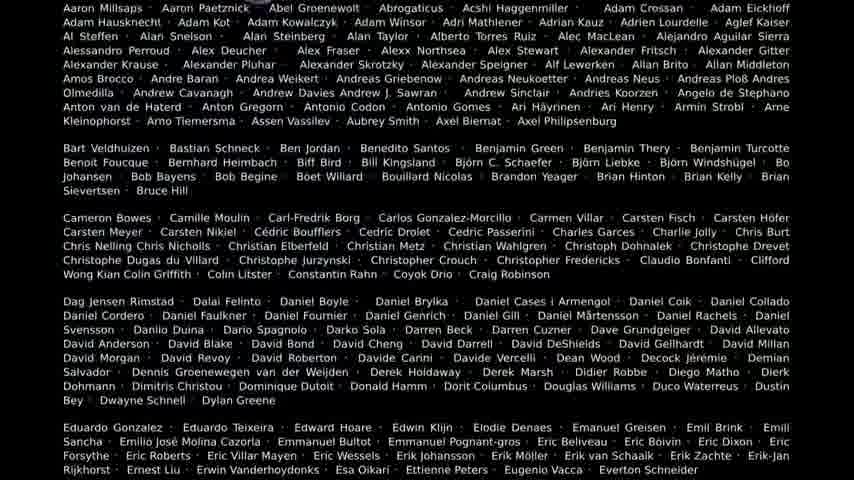 Aaron Millsaps · Aaron Paetznick · Abel Groenewolt · Abrogaticus · Acshi Haggenmiller · Adam Crossan · Adam Eickhoff
Adam Hausknecht · Adam Kot · Adam Kowalczyk · Adam Winsor · Adri Mathlener · Adrian Kauz · Adrien Lourdelle · Aglef Kaiser
Al Steffen · Alan Snelson · Alan Steinberg · Alan Taylor · Alberto Torres Ruiz · Alec MacLean · Alejandro Aguilar Sierra
Alessandro Perroud · Alex Deucher · Alex Fraser · Alexx Northsea · Alex Stewart · Alexander Fritsch · Alexander Gitter
Alexander Krause · Alexander Pluhar · Alexander Skrotzky · Alexander Speigner · Alf Lewerken · Allan Brito · Allan Middleton
Amos Brocco · Andre Baran · Andrea Weikert · Andreas Griebenow · Andreas Neukoetter · Andreas Neus · Andreas Ploß Andres
Olmedilla · Andrew Cavanagh · Andrew Davies Andrew J. Sawran · Andrew Sinclair · Andries Koorzen · Angelo de Stephano
Anton van de Haterd · Anton Gregorn · Antonio Codon · Antonio Gomes · Ari Häyrinen · Ari Henry · Armin Strobl · Arne
Kleinophorst · Arno Tiemersma · Assen Vassilev · Aubrey Smith · Axel Biernat · Axel Philipsenburg
Bart Veldhuizen · Bastian Schneck · Ben Jordan · Benedito Santos · Benjamin Green · Benjamin Thery · Benjamin Turcotte
Benoit Foucque · Bernhard Heimbach · Biff Bird · Bill Kingsland · Björn C. Schaefer · Björn Liebke · Björn Windshügel · Bo
Johansen · Bob Bayens · Bob Begine · Boet Willard · Bouillard Nicolas · Brandon Yeager · Brian Hinton · Brian Kelly · Brian
Sievertsen · Bruce Hill
Cameron Bowes · Camille Moulin · Carl-Fredrik Borg · Carlos Gonzalez-Morcillo · Carmen Villar · Carsten Fisch · Carsten Höfer
Carsten Meyer · Carsten Nikiel · Cédric Boufflers · Cedric Drolet · Cedric Passerini · Charles Garces · Charlie Jolly · Chris Burt
Chris Nelling Chris Nicholls · Christian Elberfeld · Christian Metz · Christian Wahlgren · Christoph Dohnalek · Christophe Drevet
Christophe Dugas du Villard · Christophe Jurzynski · Christopher Crouch · Christopher Fredericks · Claudio Bonfanti · Clifford
Wong Kian Colin Griffith · Colin Litster · Constantin Rahn · Coyok Drio · Craig Robinson
Dag Jensen Rimstad · Dalai Felinto · Daniel Boyle · Daniel Brylka · Daniel Cases i Armengol · Daniel Coik · Daniel Collado
Daniel Cordero · Daniel Faulkner · Daniel Fournier · Daniel Genrich · Daniel Gill · Daniel Mårtensson · Daniel Rachels · Daniel
Svensson · Danilo Duina · Dario Spagnolo · Darko Sola · Darren Beck · Darren Cuzner · Dave Grundgeiger · David Allevato
David Anderson · David Blake · David Bond · David Cheng · David Darrell · David DeShields · David Gellhardt · David Millan
David Morgan · David Revoy · David Roberton · Davide Carini · Davide Vercelli · Dean Wood · Decock Jérémie · Demian
Salvador · Dennis Groenewegen van der Weijden · Derek Holdaway · Derek Marsh · Didier Robbe · Diego Matho · Dierk
Dohmann · Dimitris Christou · Dominique Dutoit · Donald Hamm · Dorit Columbus · Douglas Williams · Duco Waterreus · Dustin
Bey · Dwayne Schnell · Dylan Greene
Eduardo Gonzalez · Eduardo Teixeira · Edward Hoare · Edwin Klijn · Elodie Denaes · Emanuel Greisen · Emil Brink · Emili
Sancha · Emilio José Molina Cazorla · Emmanuel Bultot · Emmanuel Pognant-gros · Eric Beliveau · Eric Boivin · Eric Dixon · Eric
Forsythe · Eric Roberts · Eric Villar Mayen · Eric Wessels · Erik Johansson · Erik Möller · Erik van Schaaik · Erik Zachte · Erik-Jan
Rijkhorst · Ernest Liu · Erwin Vanderhoydonks · Esa Oikari · Ettienne Peters · Eugenio Vacca · Everton Schneider